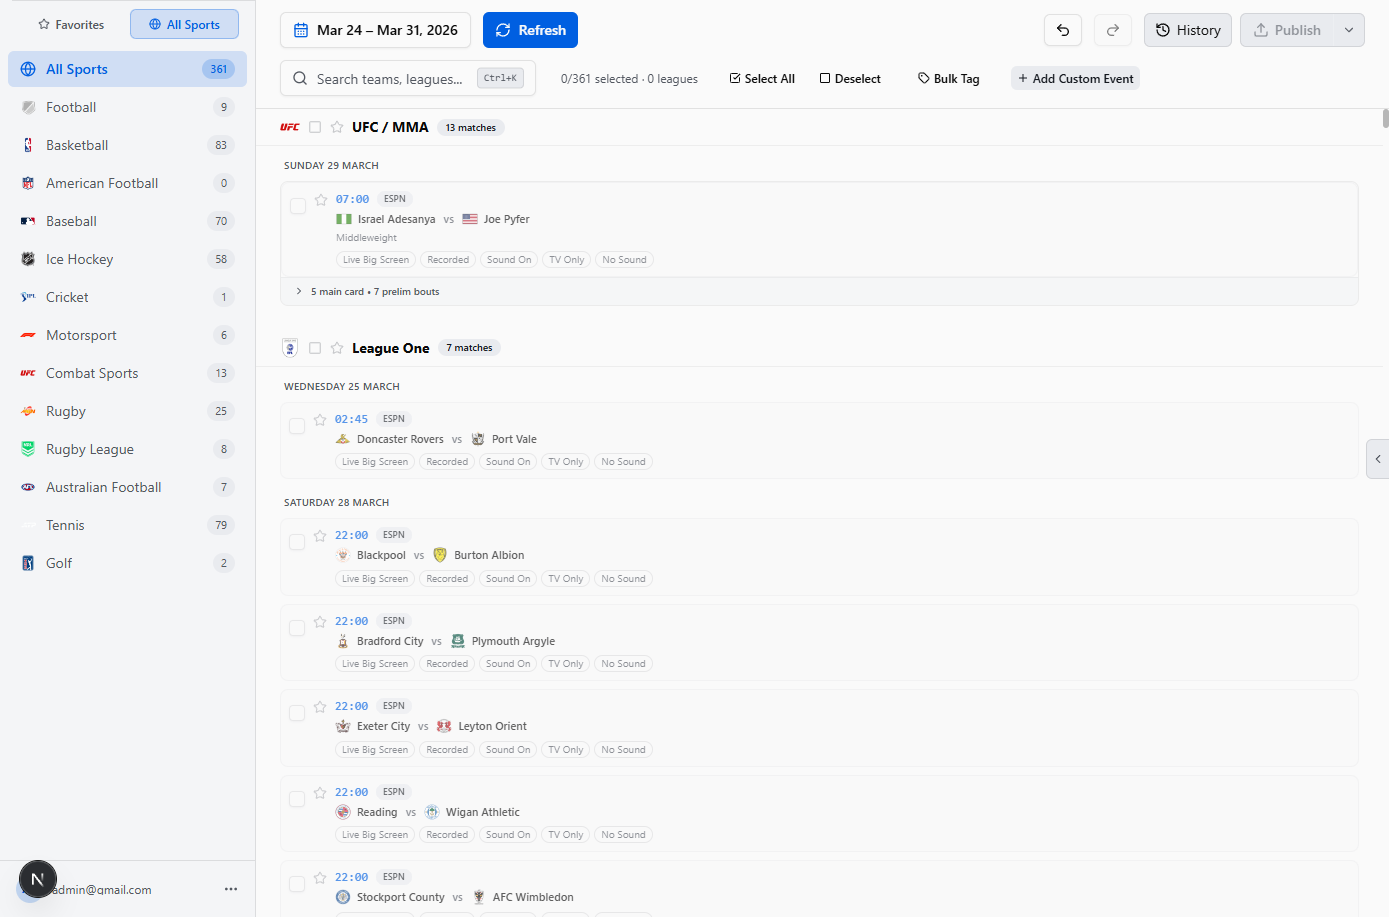 Favorites All Sports
All Sports 361
Football 9
Basketball 83
American Football 0
Baseball 70
Ice Hockey 58
Cricket 1
Motorsport 6
Combat Sports 13
Rugby 25
Rugby League 8
Australian Football 7
Tennis 79
Golf 2
N admin@gmail.com ...
Mar 24 – Mar 31, 2026 Refresh History Publish
Search teams, leagues... Ctrl+K 0/361 selected · 0 leagues Select All Deselect Bulk Tag + Add Custom Event
UFC UFC / MMA 13 matches
SUNDAY 29 MARCH
07:00 ESPN
Israel Adesanya vs Joe Pyfer
Middleweight
Live Big Screen Recorded Sound On TV Only No Sound
5 main card • 7 prelim bouts
League One 7 matches
WEDNESDAY 25 MARCH
02:45 ESPN
Doncaster Rovers vs Port Vale
Live Big Screen Recorded Sound On TV Only No Sound
SATURDAY 28 MARCH
22:00 ESPN
Blackpool vs Burton Albion
Live Big Screen Recorded Sound On TV Only No Sound
22:00 ESPN
Bradford City vs Plymouth Argyle
Live Big Screen Recorded Sound On TV Only No Sound
22:00 ESPN
Exeter City vs Leyton Orient
Live Big Screen Recorded Sound On TV Only No Sound
22:00 ESPN
Reading vs Wigan Athletic
Live Big Screen Recorded Sound On TV Only No Sound
22:00 ESPN
Stockport County vs AFC Wimbledon